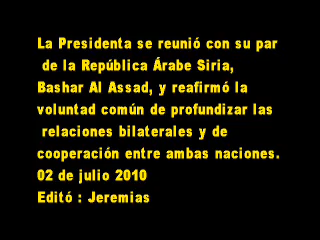 La Presidenta se reunió con su par
de la República Árabe Siria,
Bashar Al Assad, y reafirmó la
voluntad común de profundizar las
relaciones bilaterales y de
cooperación entre ambas naciones.
02 de julio 2010
Editó : Jeremias